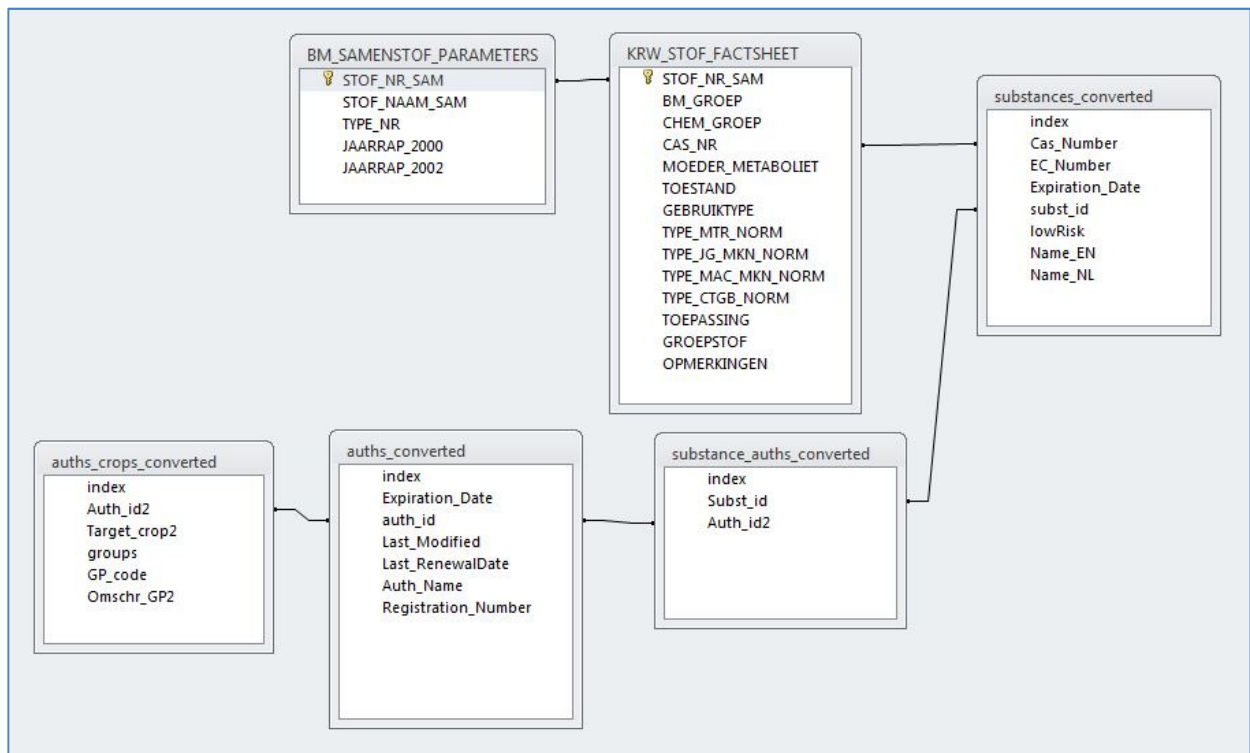 BM_SAMENSTOF_PARAMETERS
STOF_NR_SAM
STOF_NAAM_SAM
TYPE_NR
JAARRAP_2000
JAARRAP_2002
KRW_STOF_FACTSHEET
STOF_NR_SAM
BM_GROEP
CHEM_GROEP
CAS_NR
MOEDER_METABOLIET
TOESTAND
GEBRUIKTYPE
TYPE_MTR_NORM
TYPE_JG_MKN_NORM
TYPE_MAC_MKN_NORM
TYPE_CTGB_NORM
TOEPASSING
GROEPSTOF
OPMERKINGEN
substances_converted
index
Cas_Number
EC_Number
Expiration_Date
subst_id
lowRisk
Name_EN
Name_NL
auths_crops_converted
index
Auth_id2
Target_crop2
groups
GP_code
Omschr_GP2
auths_converted
index
Expiration_Date
auth_id
Last_Modified
Last_RenewalDate
Auth_Name
Registration_Number
substance_auths_converted
index
Subst_id
Auth_id2